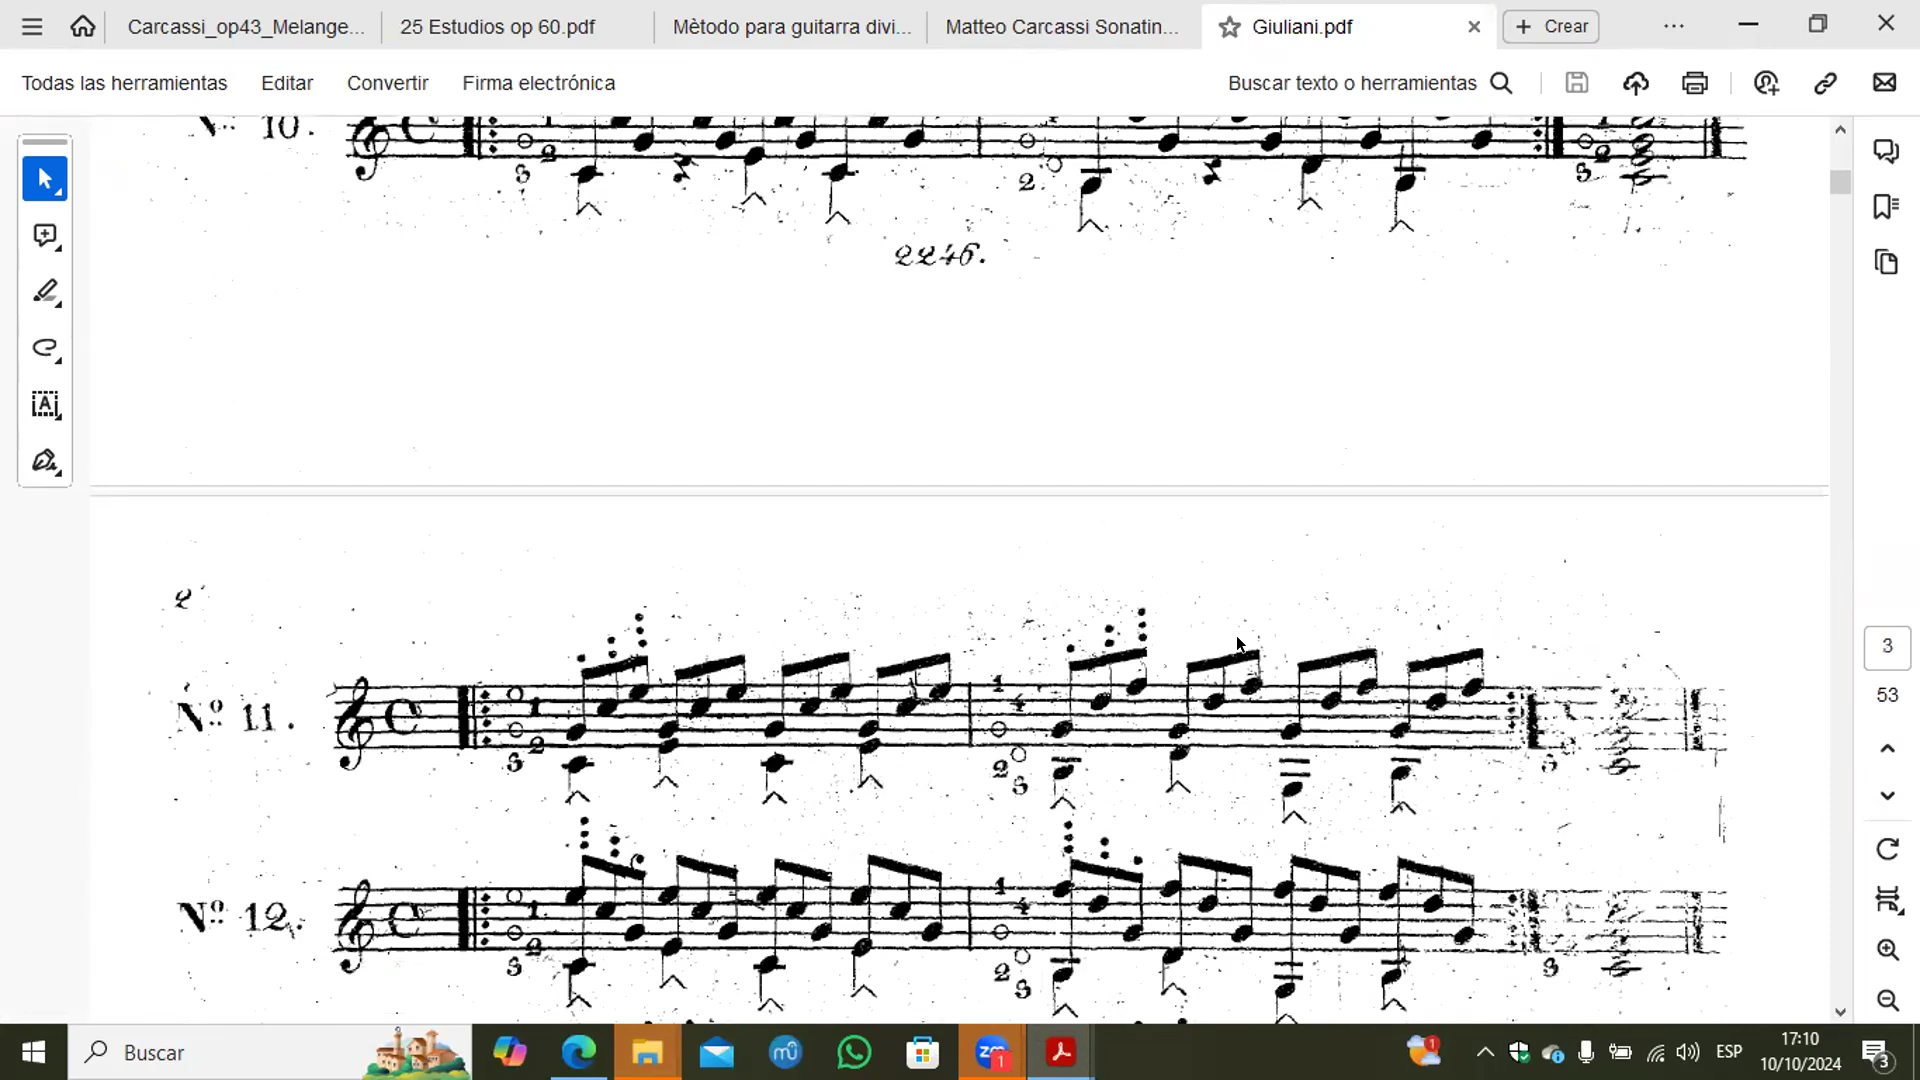 Carcassi_op43_Melange...
25 Estudios op 60.pdf
Mètodo para guitarra divi...
Matteo Carcassi Sonatin...
Giuliani.pdf
Crear
Todas las herramientas
Editar
Convertir
Firma electrónica
Buscar texto o herramientas
Nº 10.
2246.
2
3
53
Nº 11.
Nº 12.
Buscar
ESP
17:10
10/10/2024